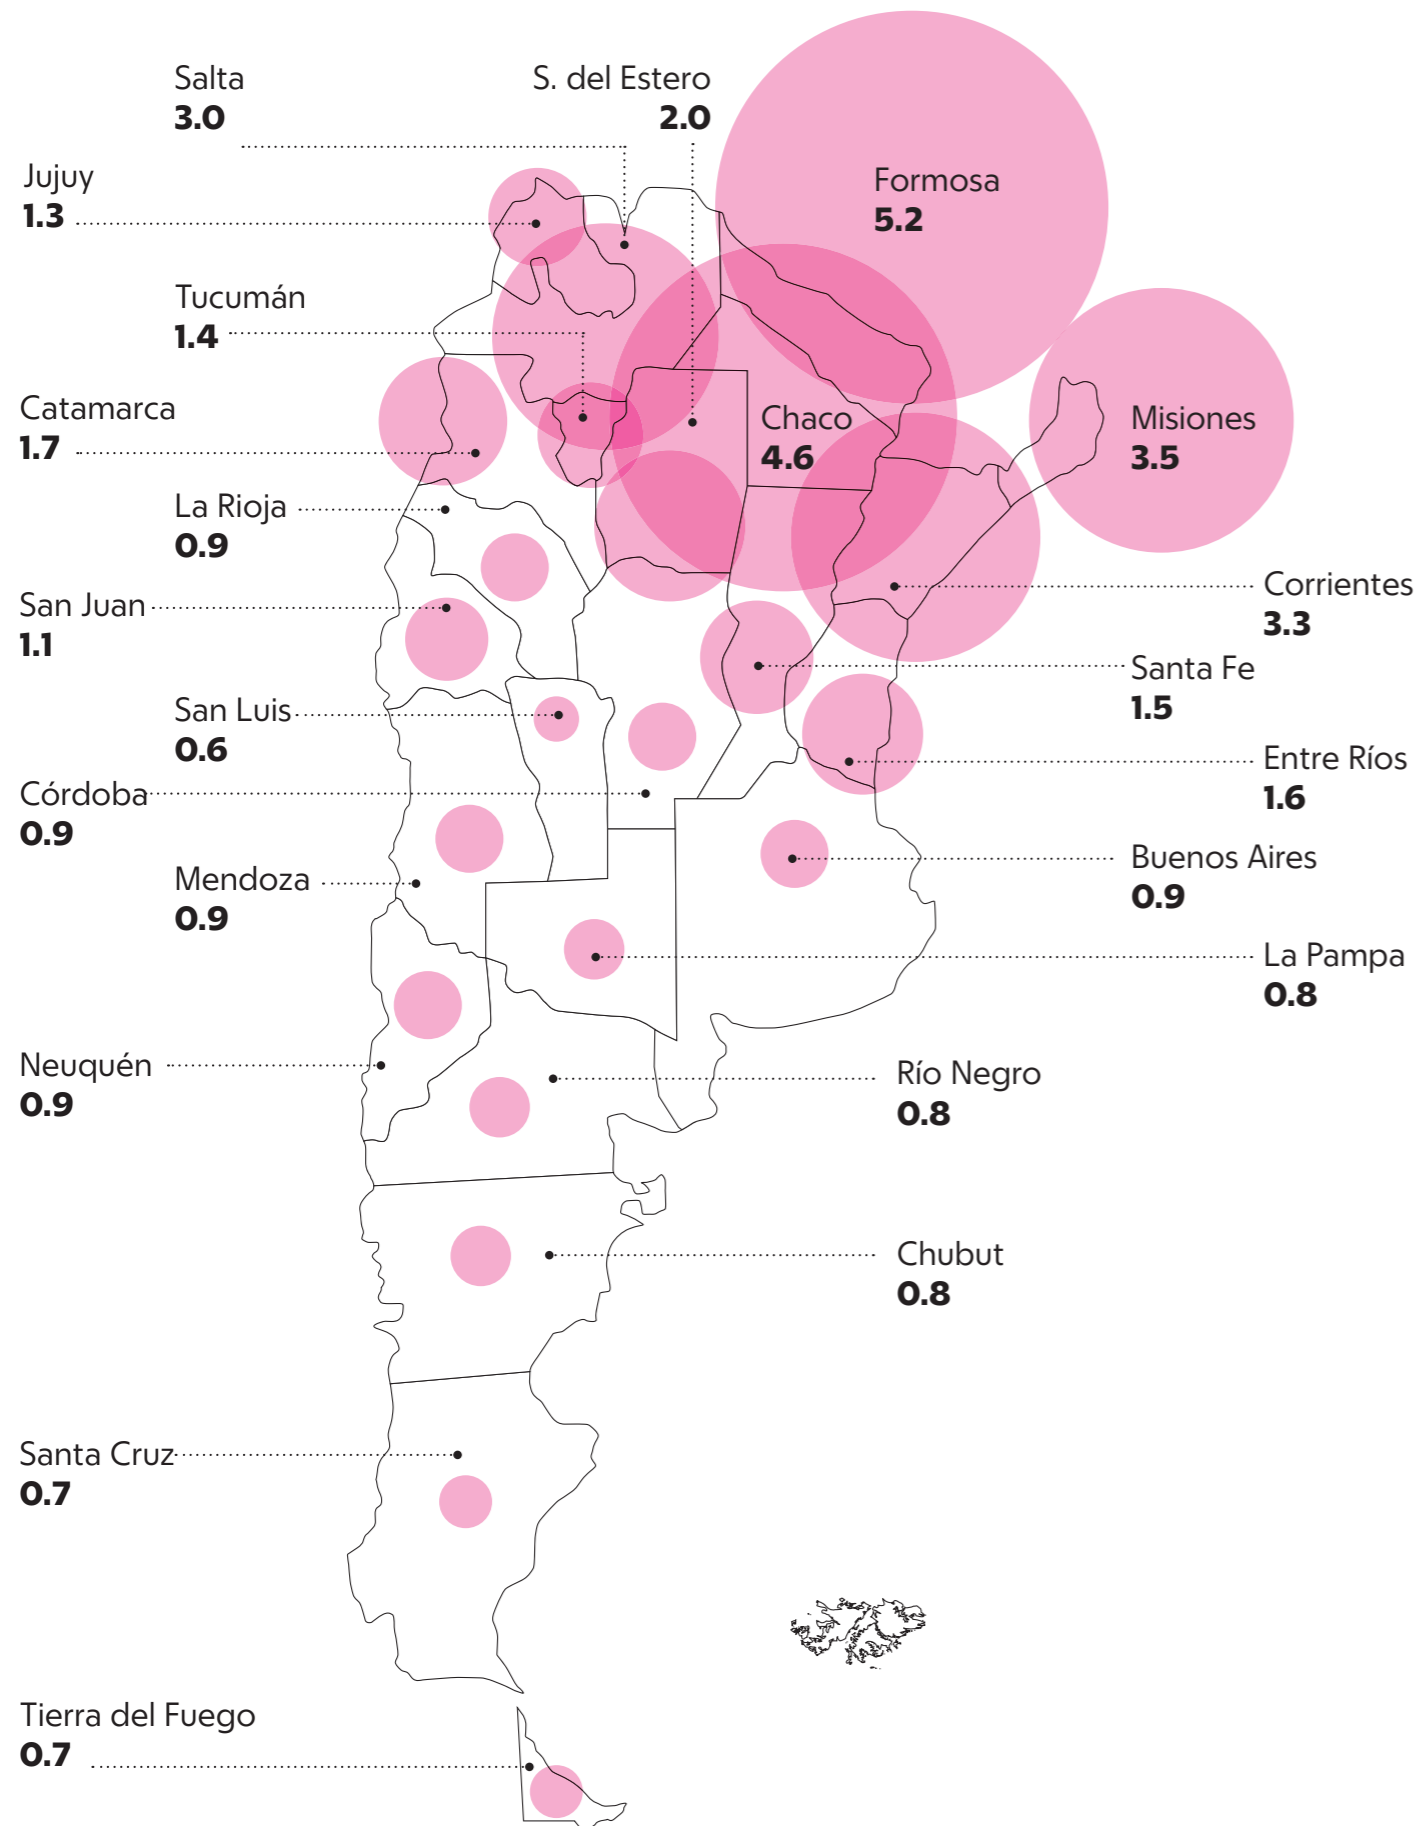 Salta
3.0
S. del Estero
2.0
Formosa
5.2
Jujuy
1.3
Tucumán
1.4
Catamarca
1.7
Chaco
4.6
Misiones
3.5
La Rioja
0.9
San Juan
1.1
Corrientes
3.3
Santa Fe
1.5
San Luis
0.6
Entre Ríos
1.6
Córdoba
0.9
Buenos Aires
0.9
Mendoza
0.9
La Pampa
0.8
Neuquén
0.9
Río Negro
0.8
Chubut
0.8
Santa Cruz
0.7
Tierra del Fuego
0.7